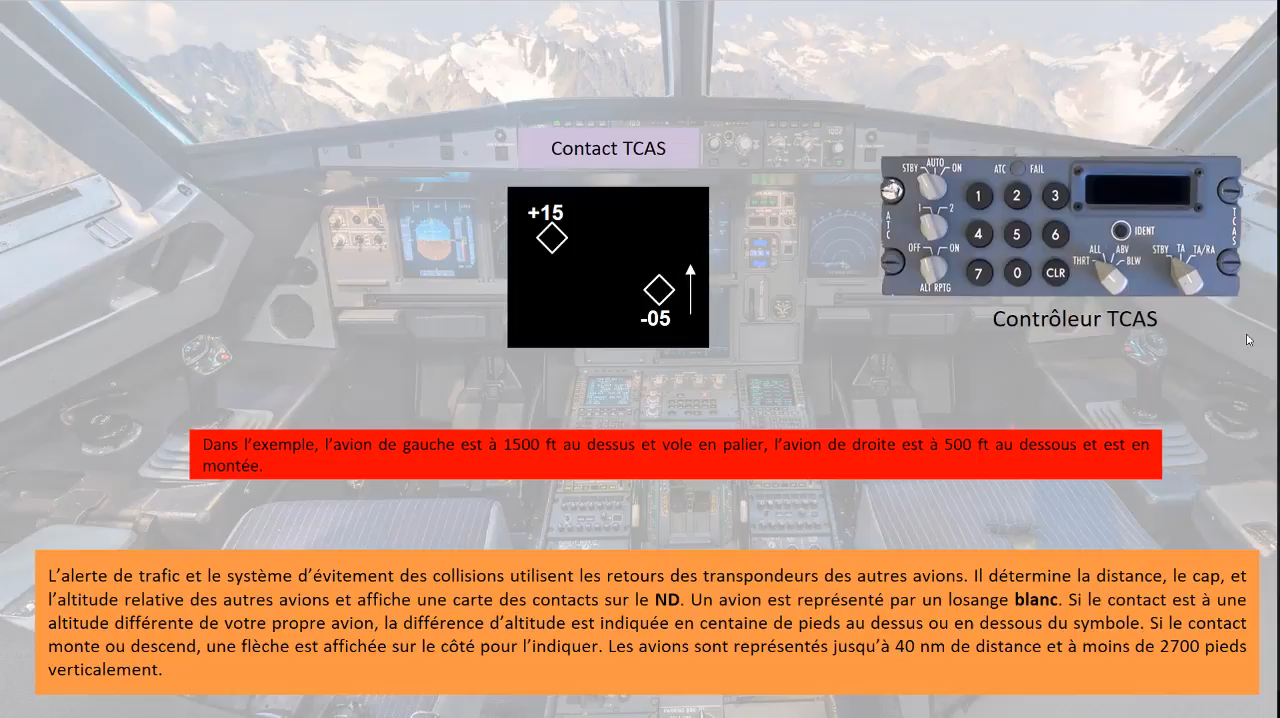 Contact TCAS
+15
-05
STBY AUTO ON
ATC FAIL
1 2 3
1 2
ATC
4 5 6
IDENT
TCAS
OFF ON
ALL ABV
THRT BLW
STBY TA TA/RA
7 0 CLR
ALT RPTG
Contrôleur TCAS
Dans l'exemple, l'avion de gauche est à 1500 ft au dessus et vole en palier, l'avion de droite est à 500 ft au dessous et est en
montée.
L'alerte de trafic et le système d'évitement des collisions utilisent les retours des transpondeurs des autres avions. Il détermine la distance, le cap, et
l'altitude relative des autres avions et affiche une carte des contacts sur le ND. Un avion est représenté par un losange blanc. Si le contact est à une
altitude différente de votre propre avion, la différence d'altitude est indiquée en centaine de pieds au dessus ou en dessous du symbole. Si le contact
monte ou descend, une flèche est affichée sur le côté pour l'indiquer. Les avions sont représentés jusqu'à 40 nm de distance et à moins de 2700 pieds
verticalement.